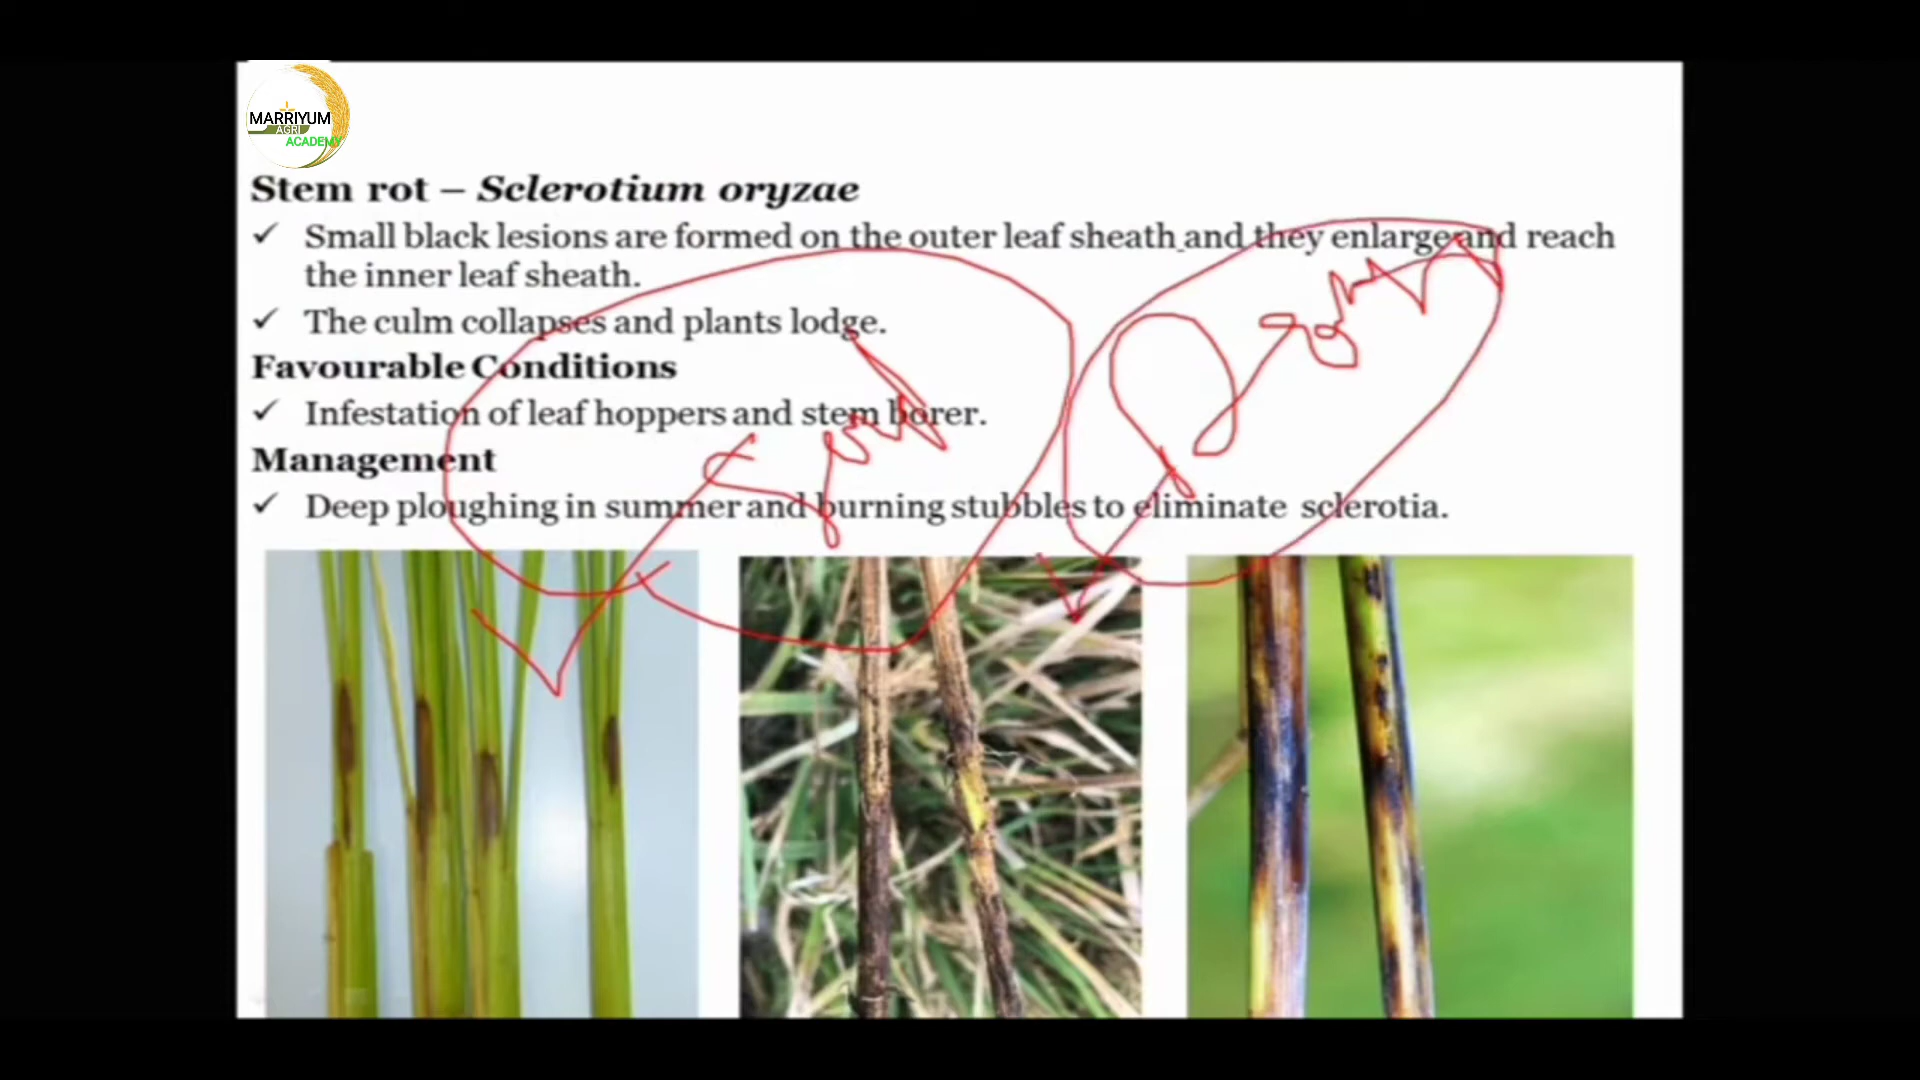 MARRIYUM
AGRI
ACADEMY
Stem rot – Sclerotium oryzae
✓ Small black lesions are formed on the outer leaf sheath and they enlarge and reach
the inner leaf sheath.
✓ The culm collapses and plants lodge.
Favourable Conditions
✓ Infestation of leaf hoppers and stem borer.
Management
✓ Deep ploughing in summer and burning stubbles to eliminate sclerotia.